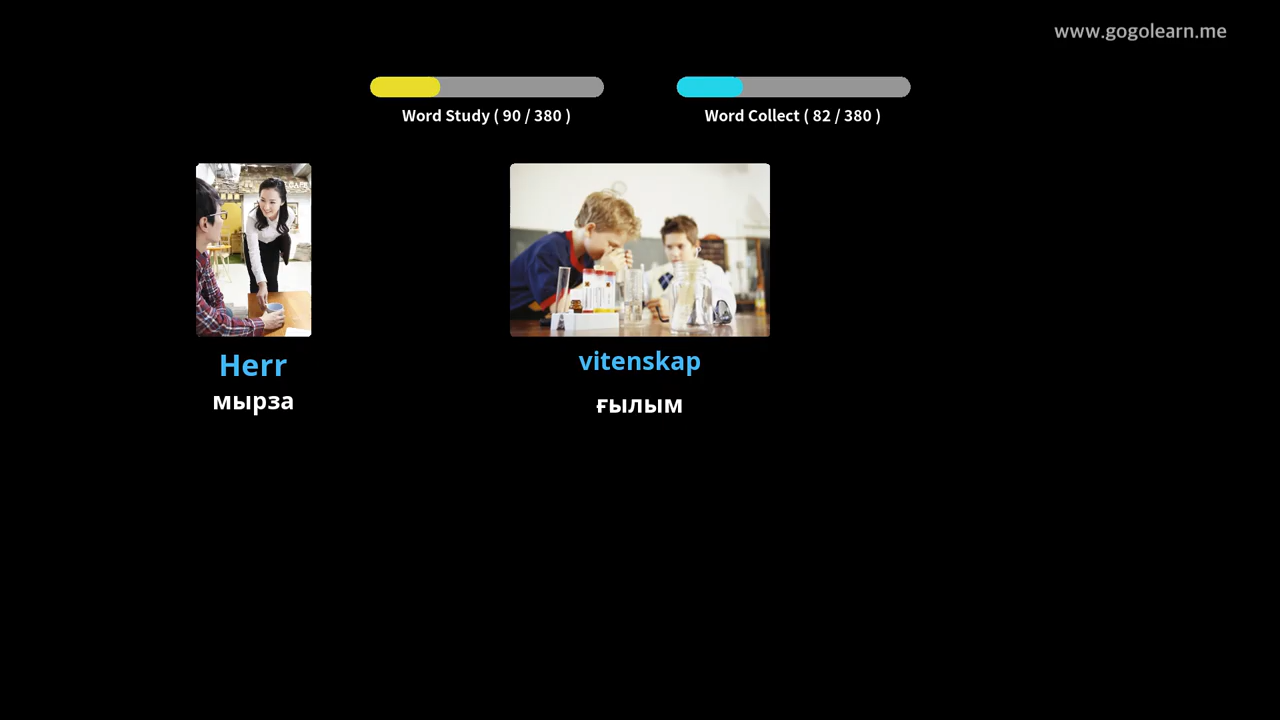 www.gogolearn.me
Word Study ( 90 / 380 )
Word Collect ( 82 / 380 )
Herr
мырза
vitenskap
ғылым